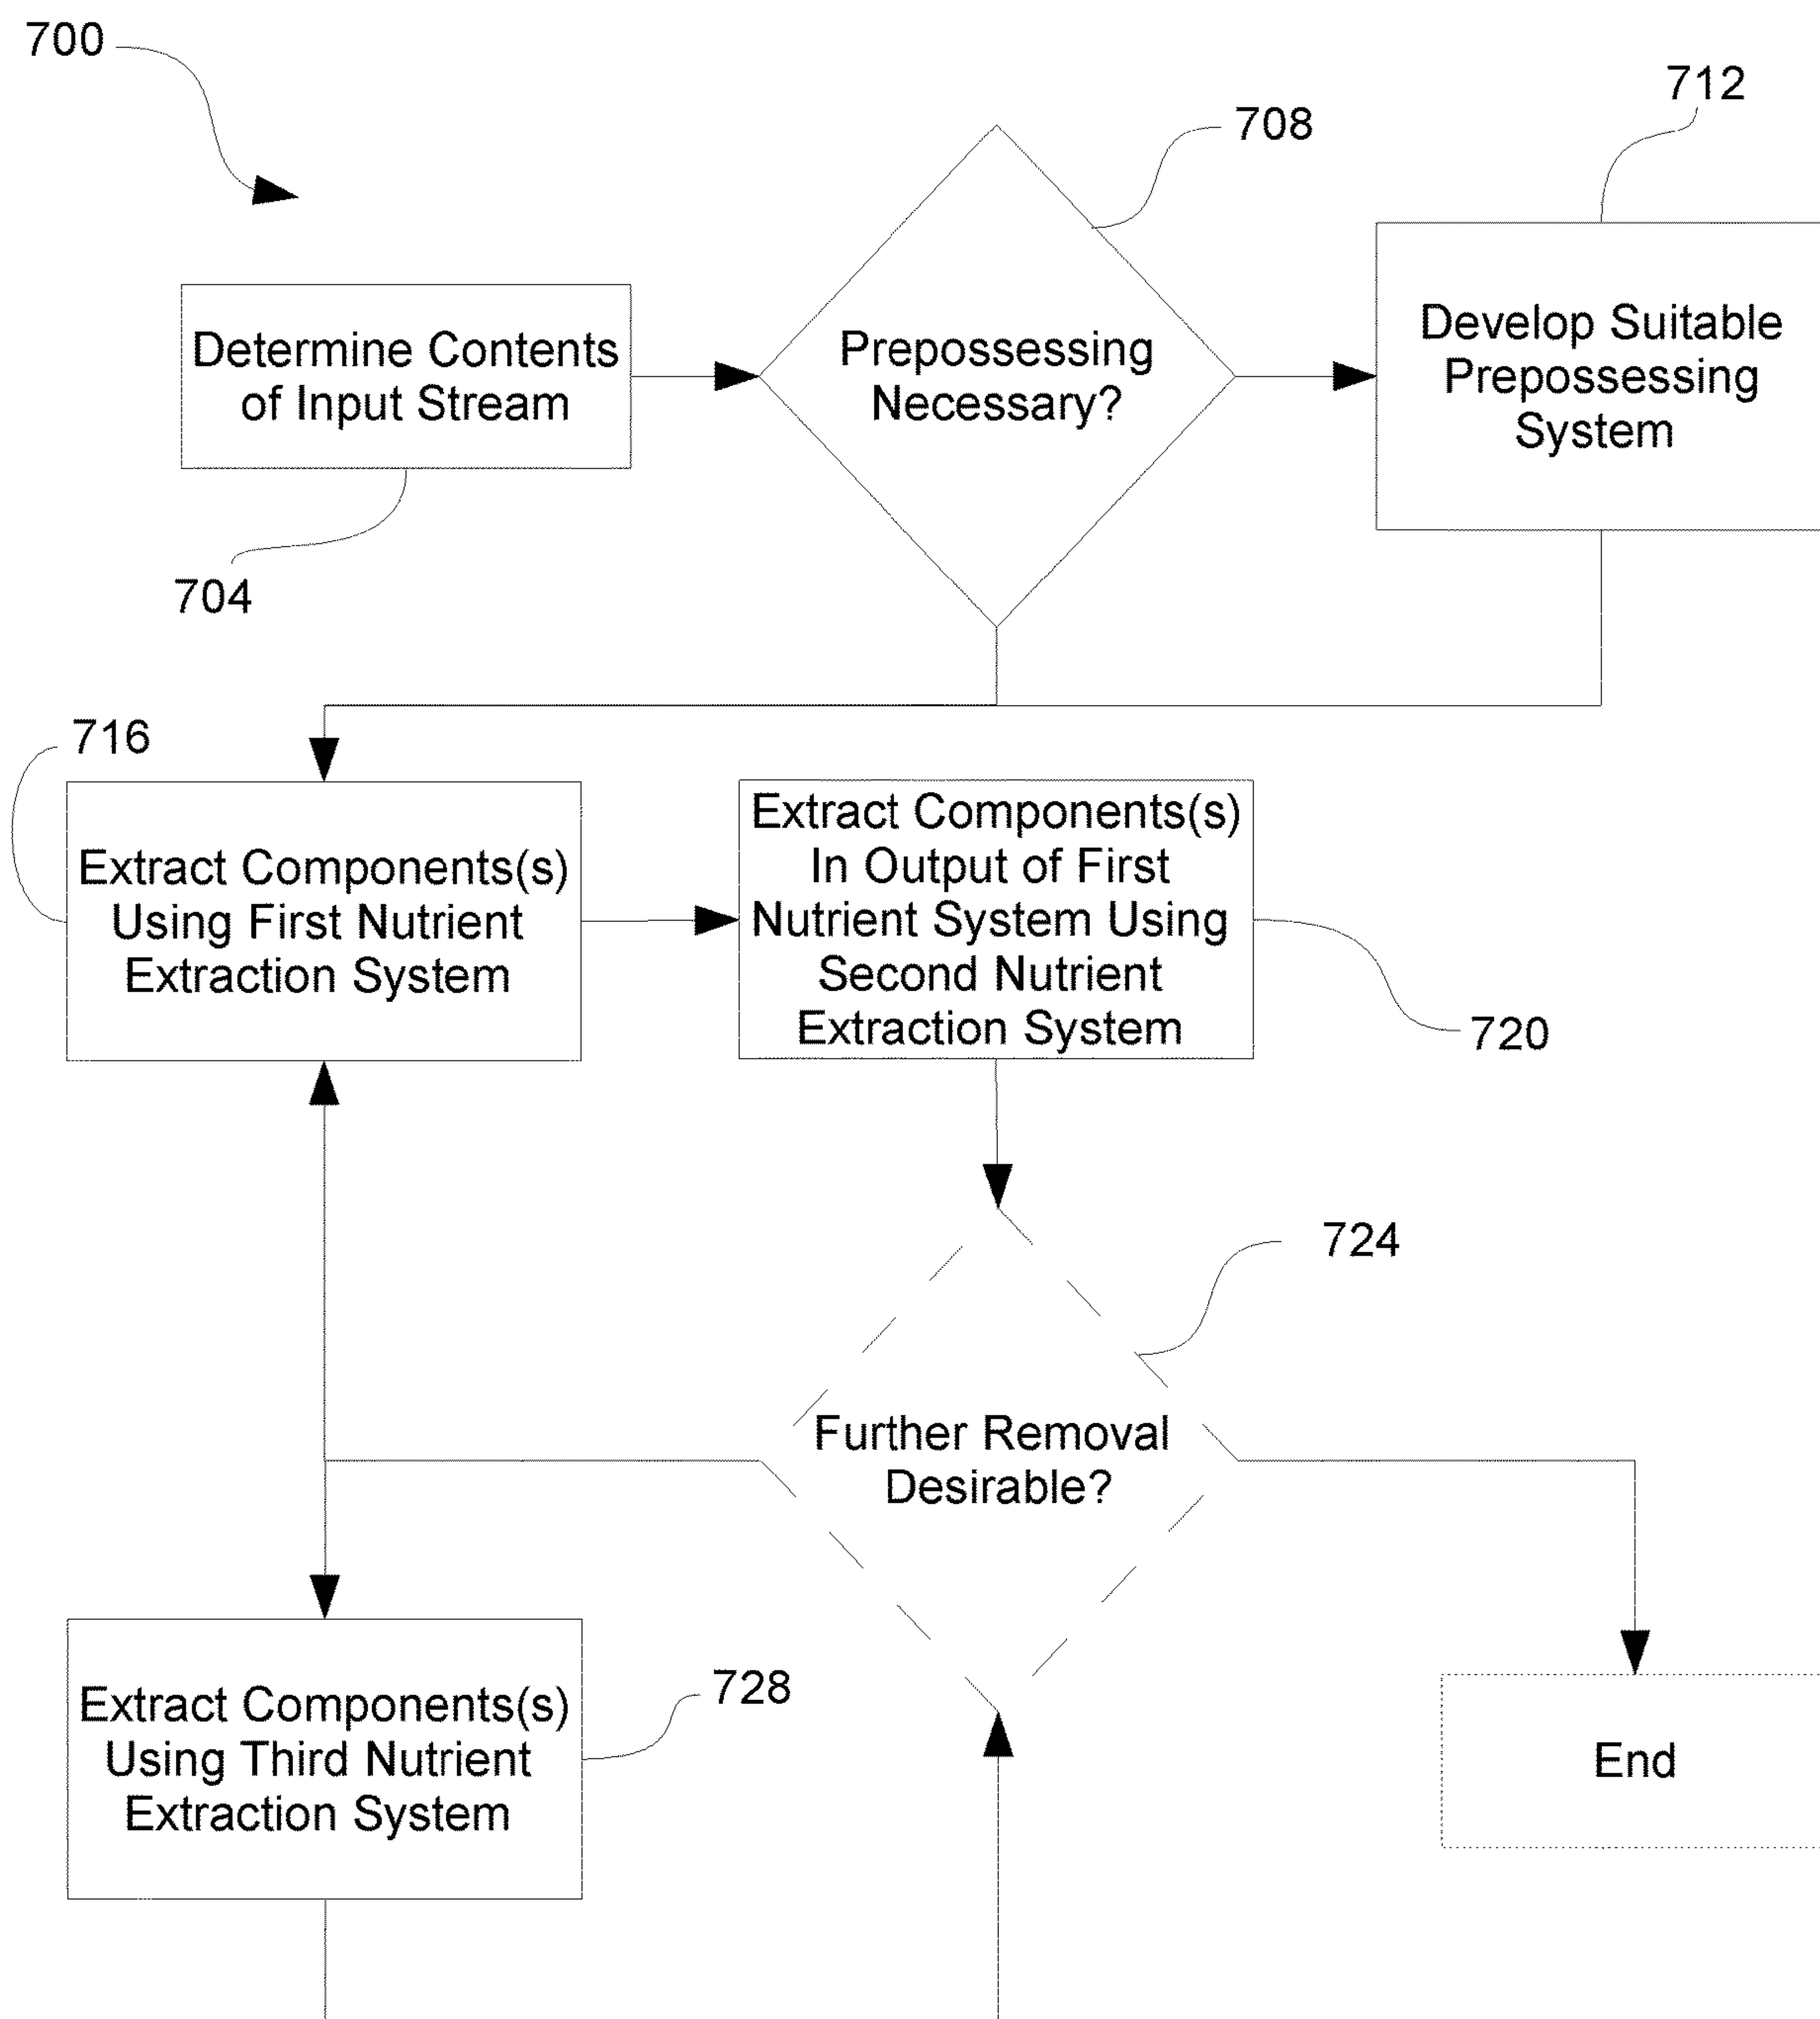 700
712
708
Determine Contents
of Input Stream
Prepossessing
Necessary?
Develop Suitable
Prepossessing
System
704
716
Extract Components(s)
Using First Nutrient
Extraction System
Extract Components(s)
In Output of First
Nutrient System Using
Second Nutrient
Extraction System
720
724
Further Removal
Desirable?
728
Extract Components(s)
Using Third Nutrient
Extraction System
End